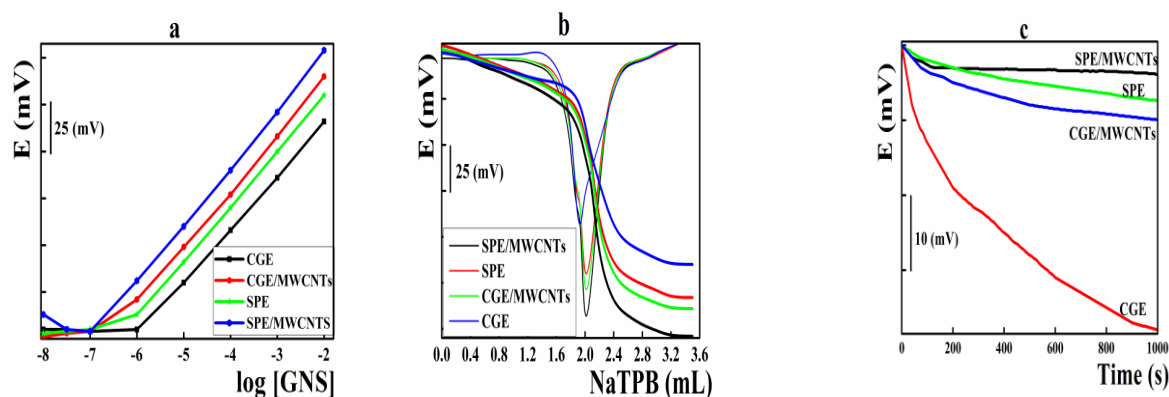 a
E (mV)
25 (mV)
CGE
CGE/MWCNTs
SPE
SPE/MWCNTS
-8 -7 -6 -5 -4 -3 -2
log [GNS]
b
E (mV)
25 (mV)
SPE/MWCNTs
SPE
CGE/MWCNTs
CGE
0.0 0.4 0.8 1.2 1.6 2.0 2.4 2.8 3.2 3.6
NaTPB (mL)
c
E (mV)
SPE/MWCNTs
SPE
CGE/MWCNTs
10 (mV)
CGE
0 200 400 600 800 1000
Time (s)